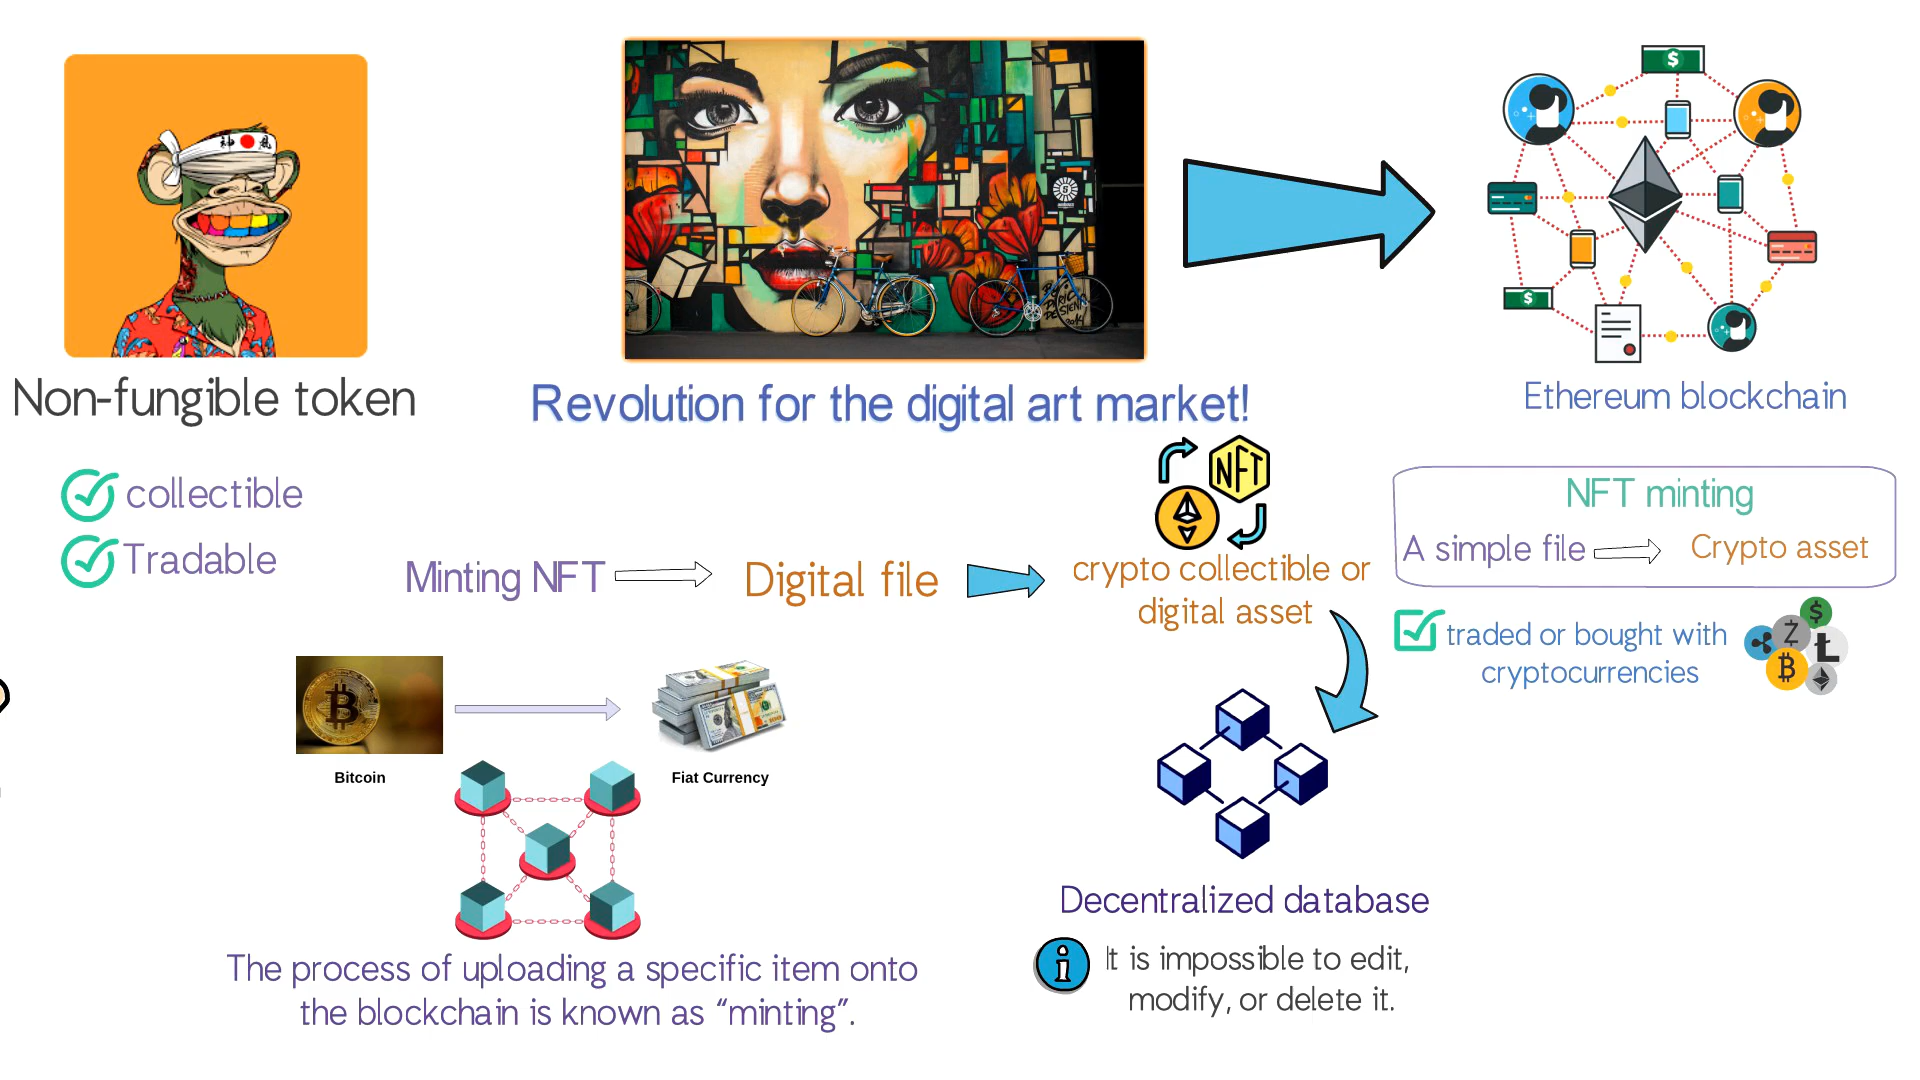 Non-fungible token
collectible
Tradable
Revolution for the digital art market!
Ethereum blockchain
NFT
Minting NFT
Digital file
crypto collectible or
digital asset
NFT minting
A simple file
Crypto asset
traded or bought with
cryptocurrencies
Bitcoin
Fiat Currency
The process of uploading a specific item onto
the blockchain is known as “minting”.
Decentralized database
It is impossible to edit,
modify, or delete it.